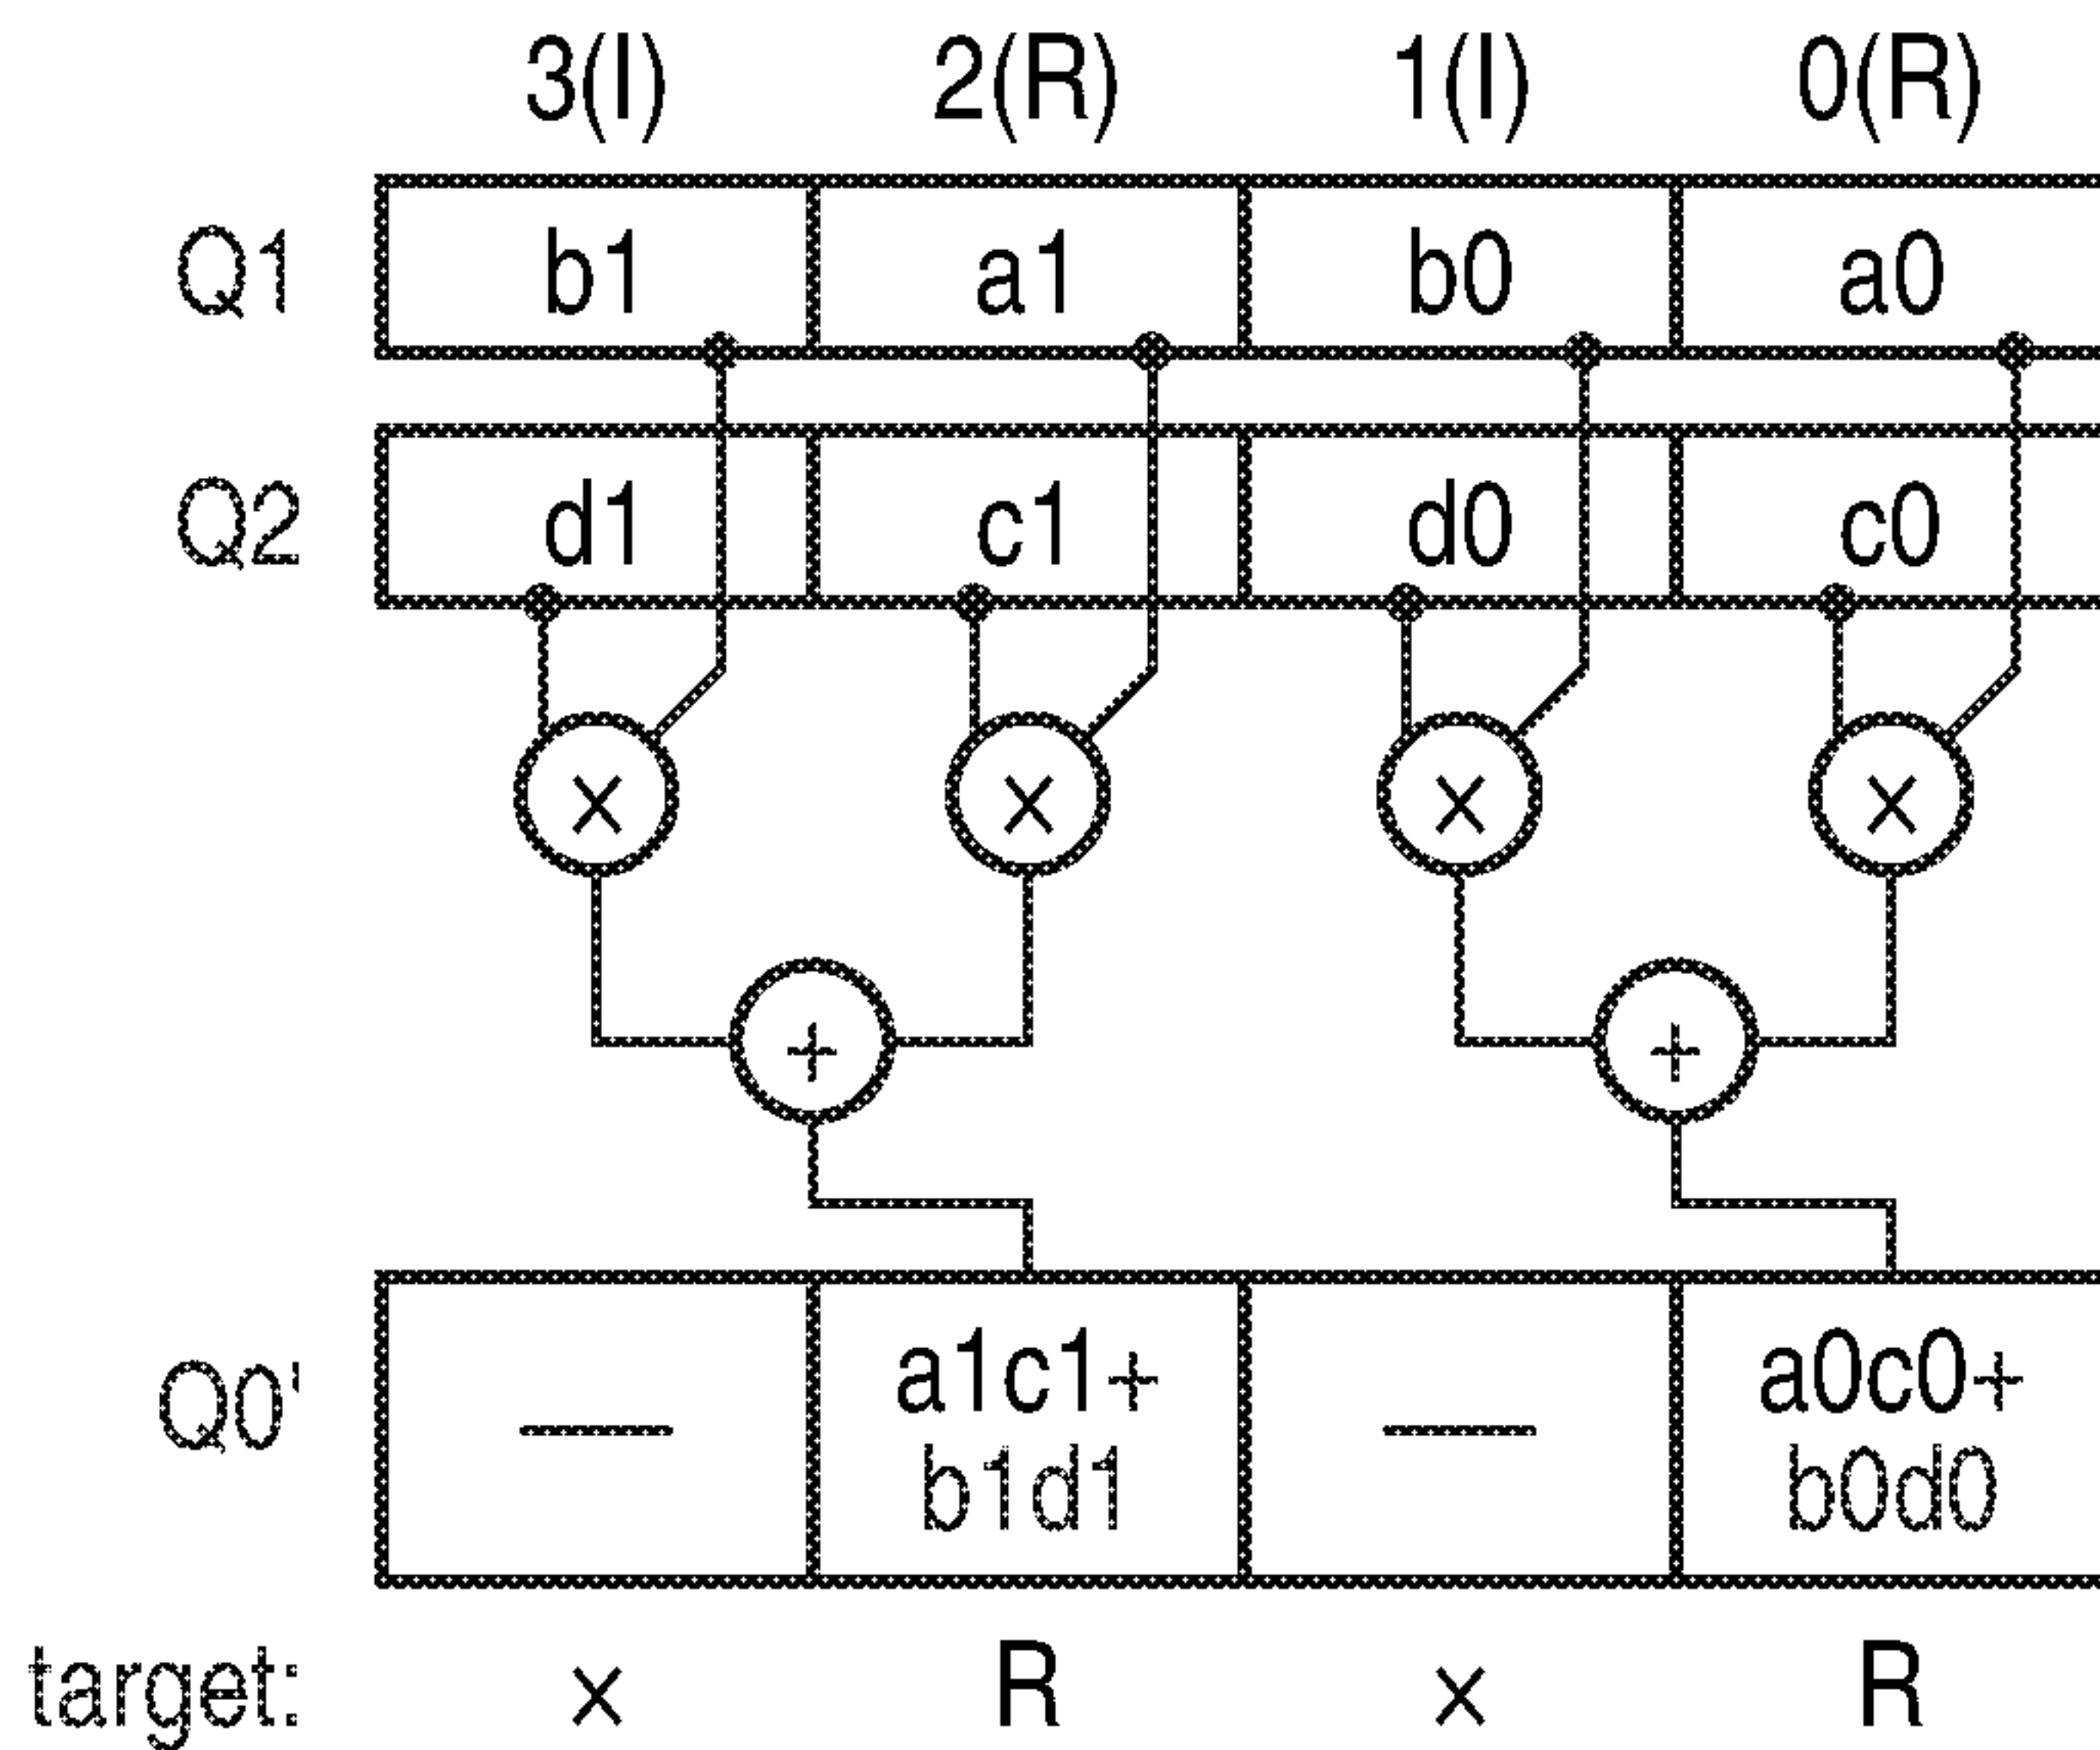 3(I) 2(R) 1(I) 0(R)
Q1 b1 a1 b0 a0
Q2 d1 c1 d0 c0
× × × ×
+ +
Q0' — a1c1+ — a0c0+
b1d1 b0d0
target: × R × R